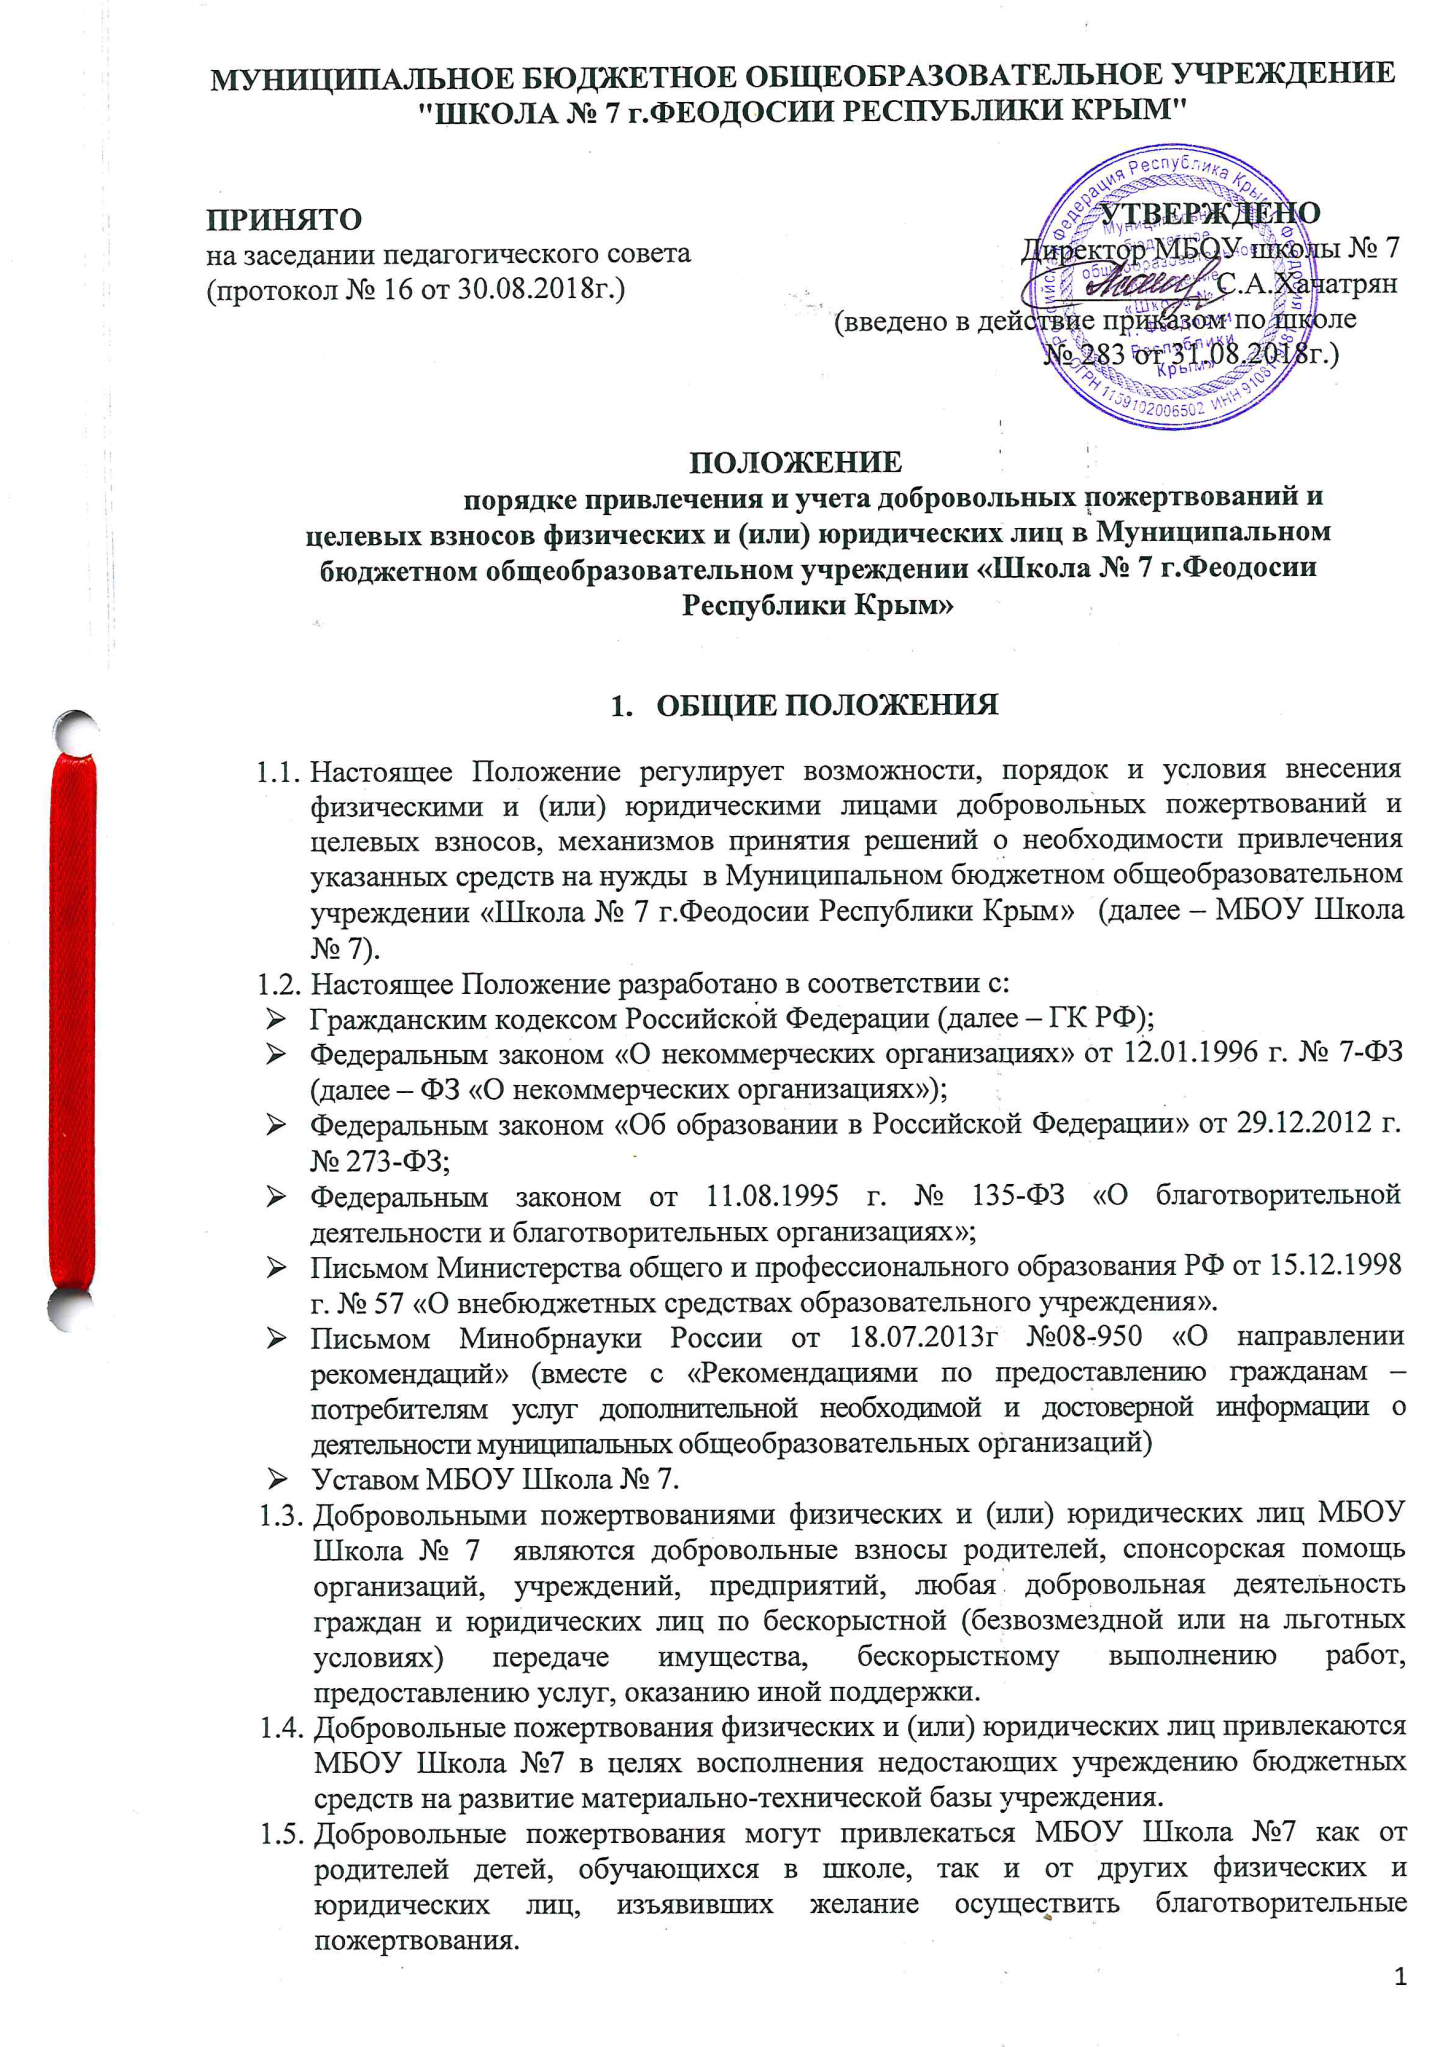 МУНИЦИПАЛЬНОЕ БЮДЖЕТНОЕ ОБЩЕОБРАЗОВАТЕЛЬНОЕ УЧРЕЖДЕНИЕ
"ШКОЛА № 7 г.ФЕОДОСИИ РЕСПУБЛИКИ КРЫМ"
ПРИНЯТО
на заседании педагогического совета
(протокол № 16 от 30.08.2018г.)
УТВЕРЖДЕНО
Директор МБОУ школы № 7
С.А.Хачатрян
(введено в действие приказом по школе
№ 283 от 31.08.2018г.)
Федерация Республика Крым
Муниципальное
бюджетное
общеобразовательное
«Школа №
г. Феодосии
Республики
Крым»
ОГРН 1159102006502 ИНН
ПОЛОЖЕНИЕ
порядке привлечения и учета добровольных пожертвований и
целевых взносов физических и (или) юридических лиц в Муниципальном
бюджетном общеобразовательном учреждении «Школа № 7 г.Феодосии
Республики Крым»
1. ОБЩИЕ ПОЛОЖЕНИЯ
1.1. Настоящее Положение регулирует возможности, порядок и условия внесения
физическими и (или) юридическими лицами добровольных пожертвований и
целевых взносов, механизмов принятия решений о необходимости привлечения
указанных средств на нужды в Муниципальном бюджетном общеобразовательном
учреждении «Школа № 7 г.Феодосии Республики Крым» (далее – МБОУ Школа
№ 7).
1.2. Настоящее Положение разработано в соответствии с:
➢ Гражданским кодексом Российской Федерации (далее – ГК РФ);
➢ Федеральным законом «О некоммерческих организациях» от 12.01.1996 г. № 7-ФЗ
(далее – ФЗ «О некоммерческих организациях»);
➢ Федеральным законом «Об образовании в Российской Федерации» от 29.12.2012 г.
№ 273-ФЗ;
➢ Федеральным законом от 11.08.1995 г. № 135-ФЗ «О благотворительной
деятельности и благотворительных организациях»;
➢ Письмом Министерства общего и профессионального образования РФ от 15.12.1998
г. № 57 «О внебюджетных средствах образовательного учреждения».
➢ Письмом Минобрнауки России от 18.07.2013г №08-950 «О направлении
рекомендаций» (вместе с «Рекомендациями по предоставлению гражданам –
потребителям услуг дополнительной необходимой и достоверной информации о
деятельности муниципальных общеобразовательных организаций)
➢ Уставом МБОУ Школа № 7.
1.3. Добровольными пожертвованиями физических и (или) юридических лиц МБОУ
Школа № 7 являются добровольные взносы родителей, спонсорская помощь
организаций, учреждений, предприятий, любая добровольная деятельность
граждан и юридических лиц по бескорыстной (безвозмездной или на льготных
условиях) передаче имущества, бескорыстному выполнению работ,
предоставлению услуг, оказанию иной поддержки.
1.4. Добровольные пожертвования физических и (или) юридических лиц привлекаются
МБОУ Школа №7 в целях восполнения недостающих учреждению бюджетных
средств на развитие материально-технической базы учреждения.
1.5. Добровольные пожертвования могут привлекаться МБОУ Школа №7 как от
родителей детей, обучающихся в школе, так и от других физических и
юридических лиц, изъявивших желание осуществить благотворительные
пожертвования.
1